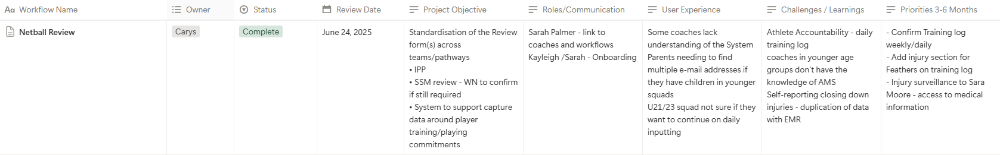 Aa Workflow Name
Owner
Status
Review Date
Project Objective
Roles/Communication
User Experience
Challenges / Learnings
Priorities 3-6 Months
Netball Review
Carys
Complete
June 24, 2025
Standardisation of the Review
form(s) across
teams/pathways
• IPP
• SSM review - WN to confirm
if still required
• System to support capture
data around player
training/playing
commitments
Sarah Palmer - link to
coaches and workflows
Kayleigh /Sarah - Onboarding
Some coaches lack
understanding of the System
Parents needing to find
multiple e-mail addresses if
they have children in younger
squads
U21/23 squad not sure if they
want to continue on daily
inputting
Athlete Accountability - daily
training log
coaches in younger age
groups don't have the
knowledge of AMS
Self-reporting closing down
injuries - duplication of data
with EMR
- Confirm Training log
weekly/daily
- Add injury section for
Feathers on training log
- Injury surveillance to Sara
Moore - access to medical
information